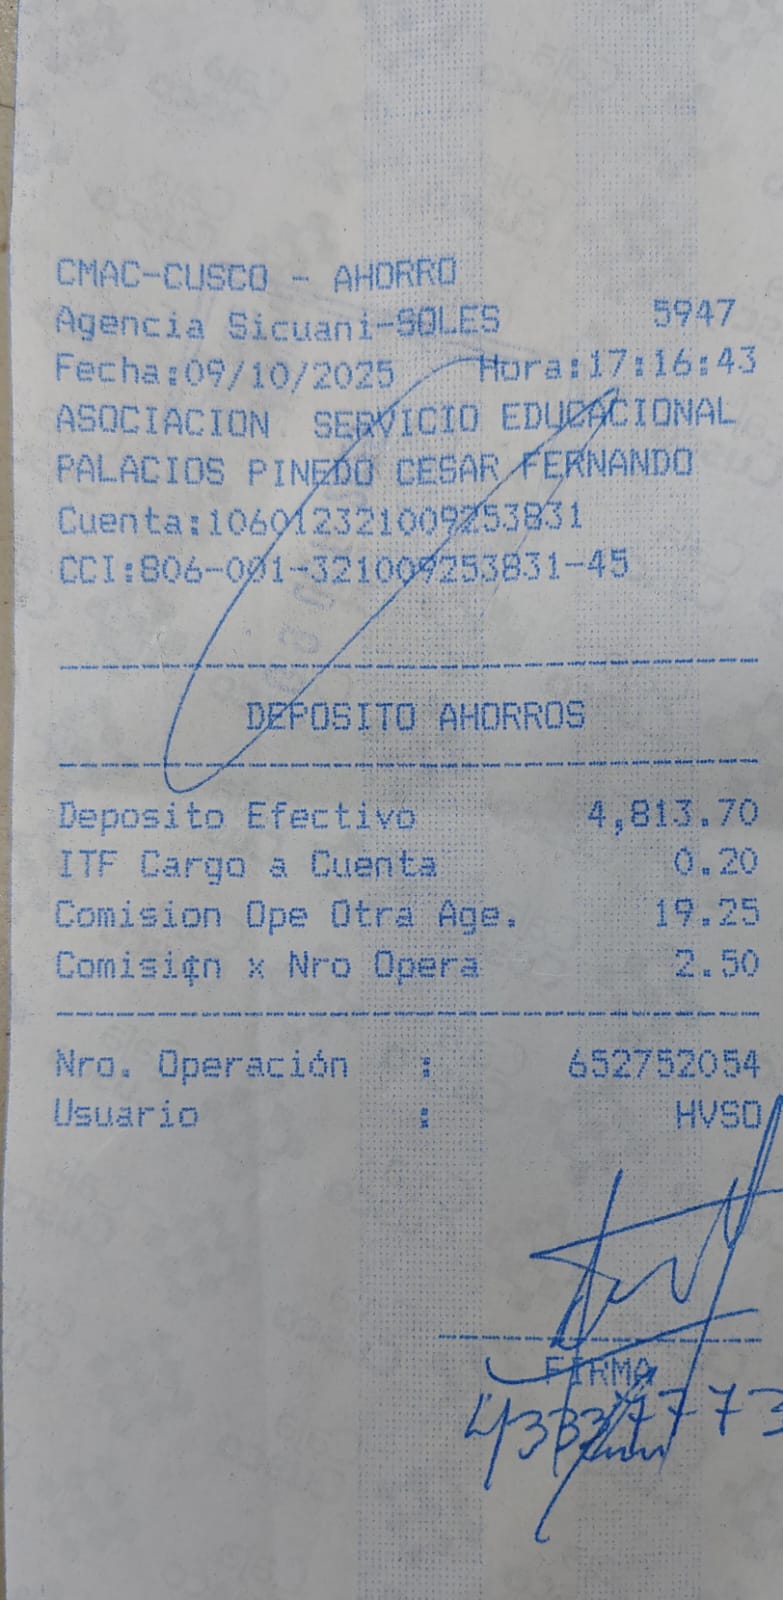 CMAC-CUSCO - AHORRO
Agencia Sicuani-SOLES 5947
Fecha:09/10/2025 Hora:17:16:43
ASOCIACION SERVICIO EDUCACIONAL
PALACIOS PINEDO CESAR FERNANDO
Cuenta:106012321009253831
CCI:806-001-321009253831-45
DEPOSITO AHORROS
Deposito Efectivo 4,813.70
ITF Cargo a Cuenta 0.20
Comision Ope Otra Age. 19.25
Comisi¢n x Nro Opera 2.50
Nro. Operación : 652752054
Usuario : HVSO
FIRMA